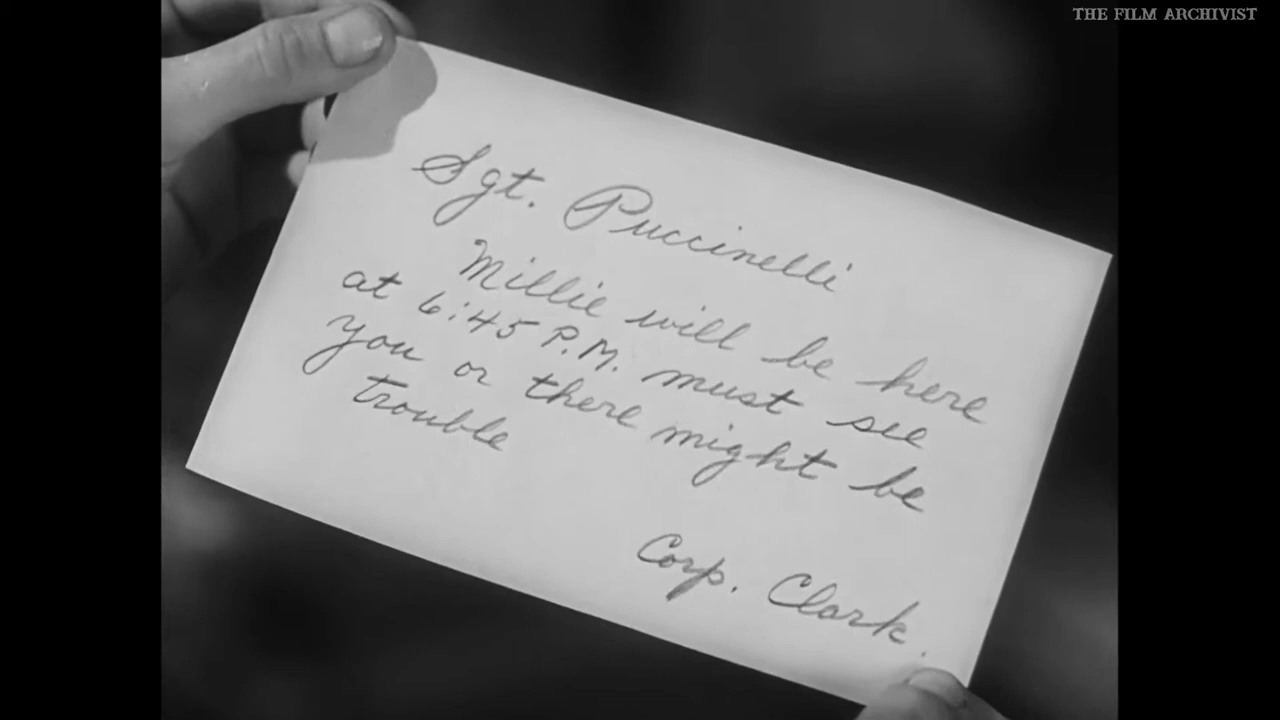 THE FILM ARCHIVIST
Sgt. Puccinelli
Millie will be here
at 6:45 P.M. must see
you or there might be
trouble
Corp. Clark.